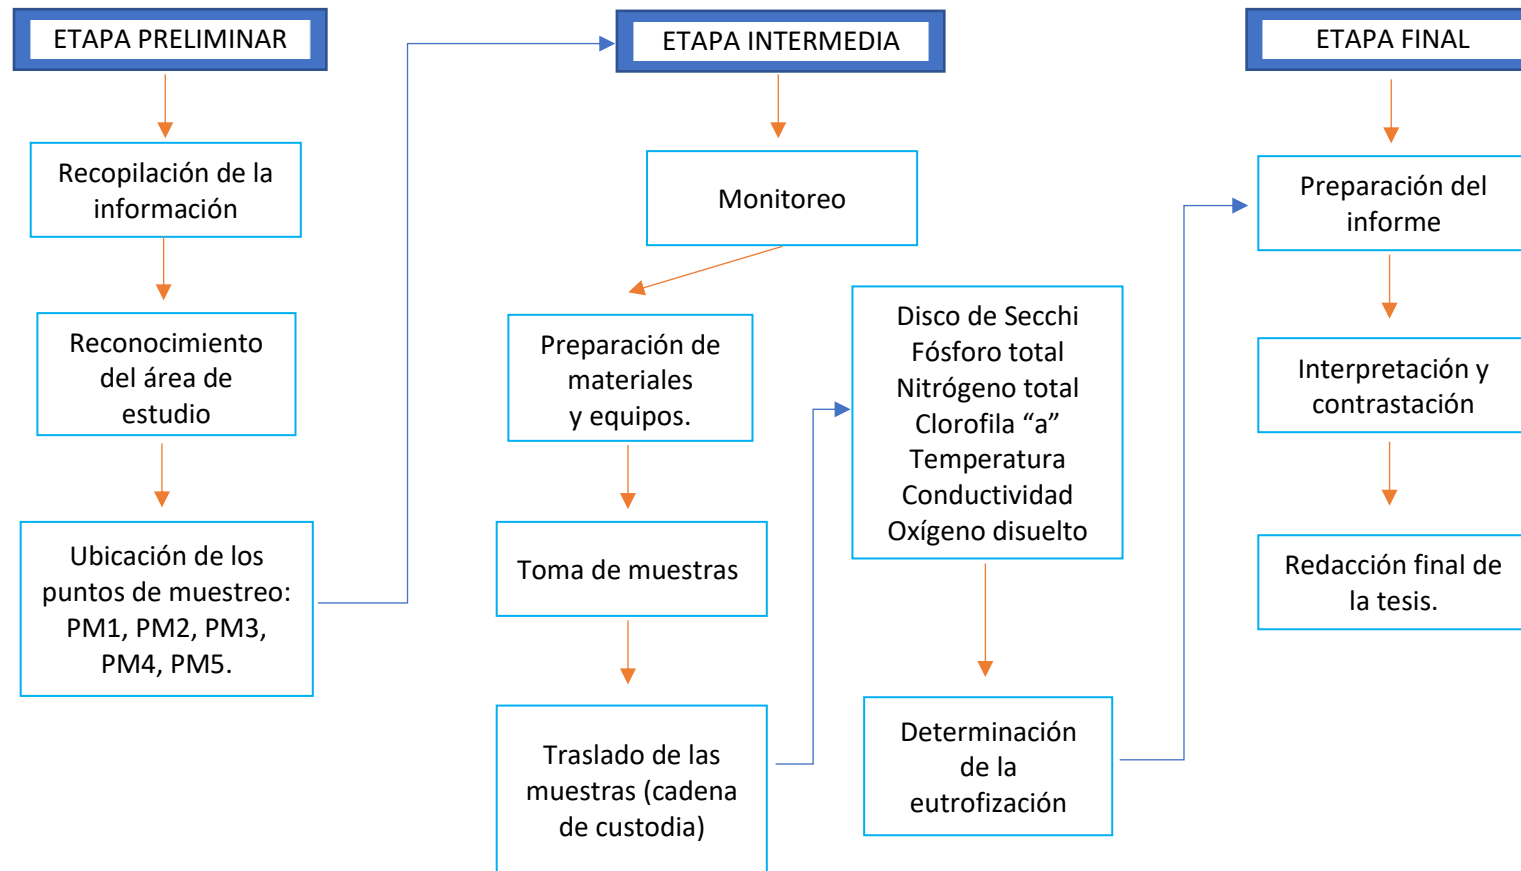 ETAPA PRELIMINAR
Recopilación de la
información
Reconocimiento
del área de
estudio
Ubicación de los
puntos de muestreo:
PM1, PM2, PM3,
PM4, PM5.
ETAPA INTERMEDIA
Monitoreo
Preparación de
materiales
y equipos.
Toma de muestras
Traslado de las
muestras (cadena
de custodia)
Disco de Secchi
Fósforo total
Nitrógeno total
Clorofila “a”
Temperatura
Conductividad
Oxígeno disuelto
Determinación
de la
eutrofización
ETAPA FINAL
Preparación del
informe
Interpretación y
contrastación
Redacción final de
la tesis.